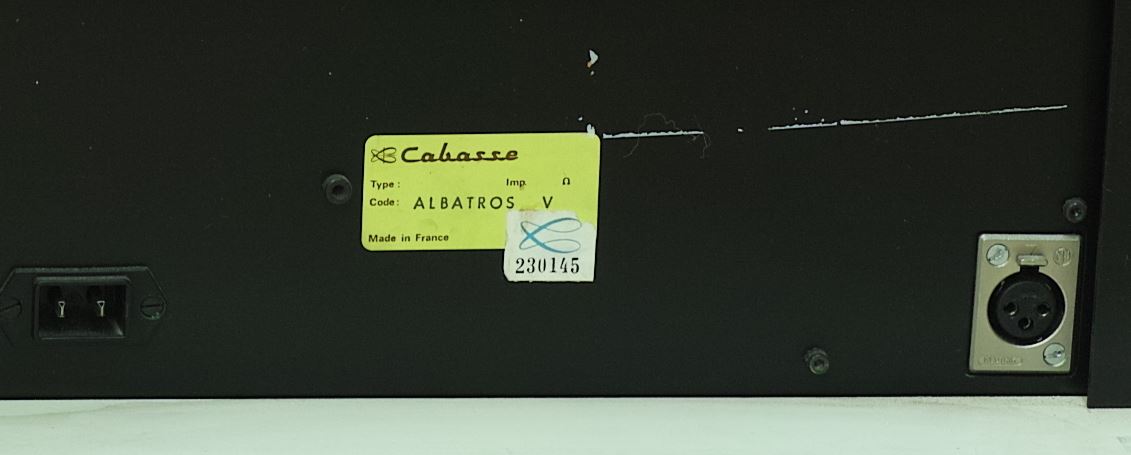 Cabasse
Type : Imp. Ω
Code : ALBATROS V
Made in France
230145